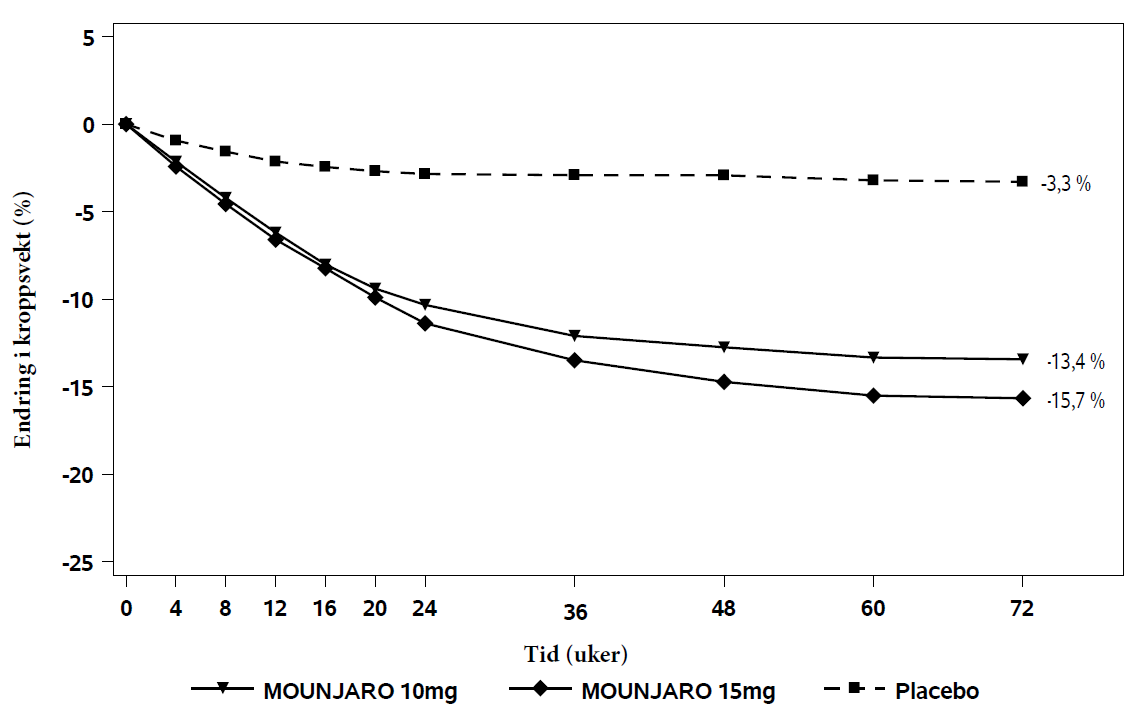 Endring i kroppsvekt (%)
5
0
-5
-10
-15
-20
-25
-3,3 %
-13,4 %
-15,7 %
0 4 8 12 16 20 24 36 48 60 72
Tid (uker)
MOUNJARO 10mg MOUNJARO 15mg Placebo